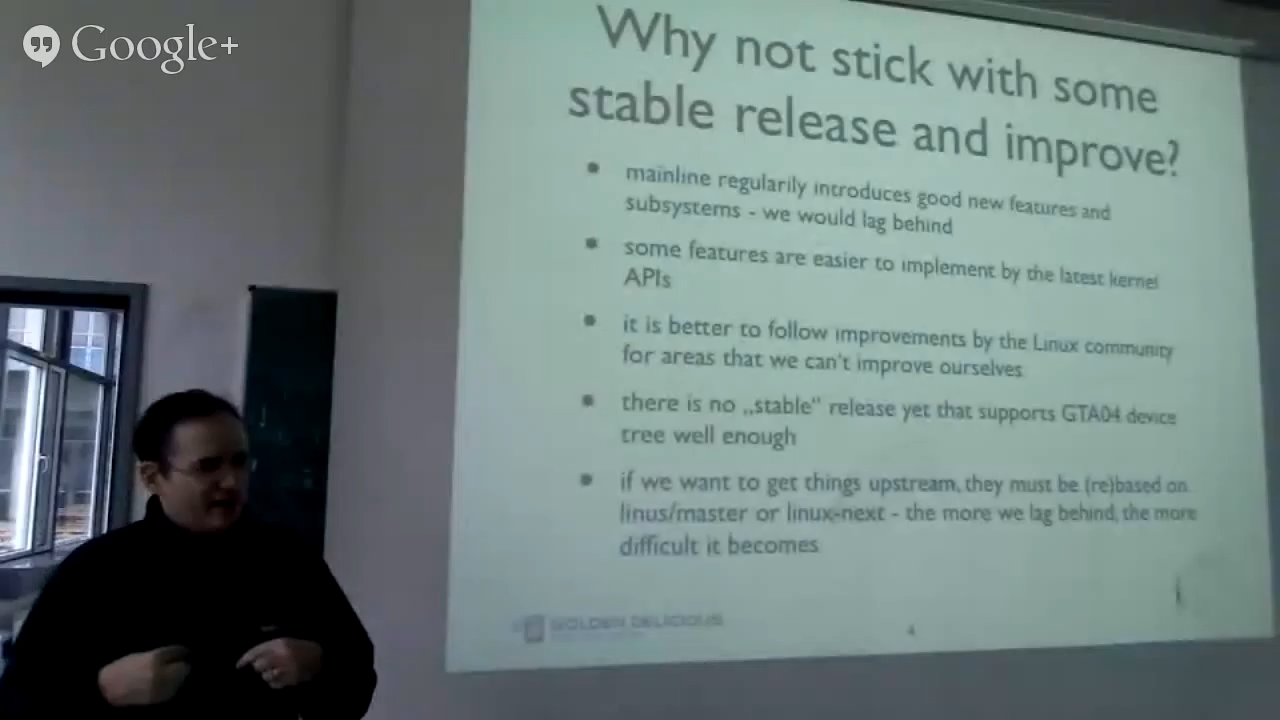 Google+
Why not stick with some
stable release and improve?
mainline regularily introduces good new features and
subsystems - we would lag behind
some features are easier to implement by the latest kernel
APIs
it is better to follow improvements by the Linux community
for areas that we can't improve ourselves
there is no „stable" release yet that supports GTA04 device
tree well enough
if we want to get things upstream, they must be (re)based on
linus/master or linux-next - the more we lag behind, the more
difficult it becomes
GOLDEN DELICIOUS
4